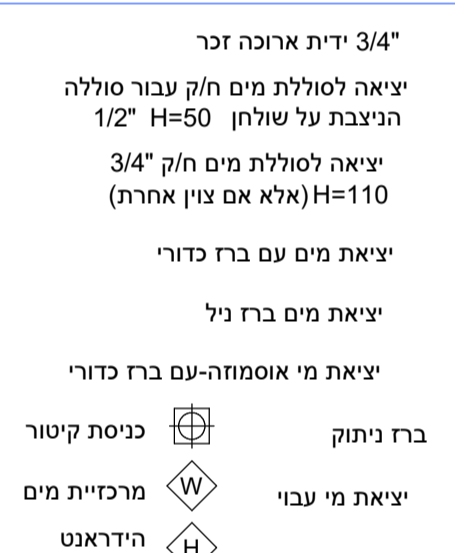 3/4" ידית ארוכה זכר
יציאה לסוללת מים ח/ק עבור סוללה
הניצבת על שולחן 1/2" H=50
יציאה לסוללת מים ח/ק 3/4"
H=110 (אלא אם צוין אחרת)
יציאת מים עם ברז כדורי
יציאת מים ברז ניל
יציאת מי אוסמוזה-עם ברז כדורי
ברז ניתוק
כניסת קיטור
יציאת מי עבוי
W מרכזיית מים
H הידראנט